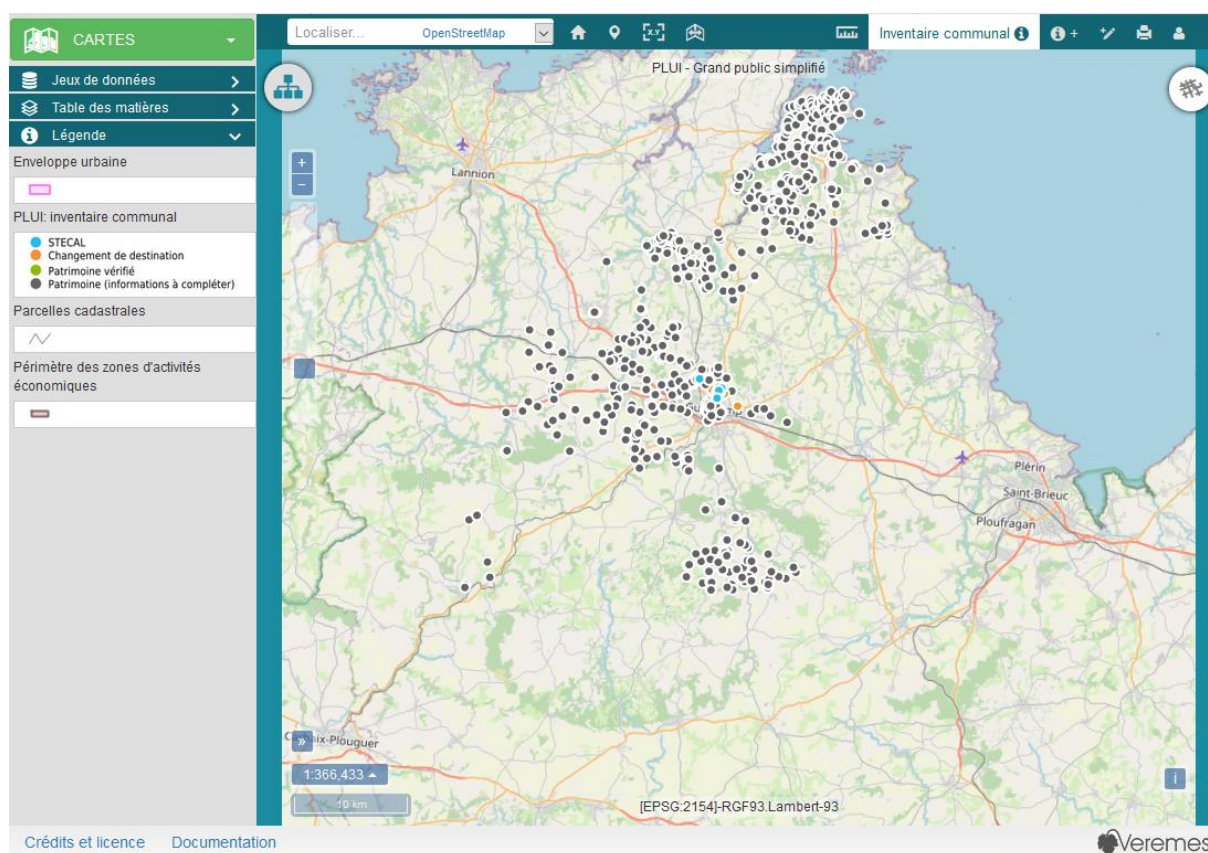 CARTES
Localiser...
OpenStreetMap
Inventaire communal
+
Jeux de données
Table des matières
Légende
Enveloppe urbaine
PLUI: inventaire communal
STECAL
Changement de destination
Patrimoine vérifié
Patrimoine (informations à compléter)
Parcelles cadastrales
Périmètre des zones d'activités
économiques
PLUI - Grand public simplifié
[X,Y]
+
−
Lannion
Plérin
Saint-Brieuc
Ploufragan
1:366,433
10 km
[EPSG:2154]-RGF93.Lambert-93
i
Crédits et licence
Documentation
Veremes